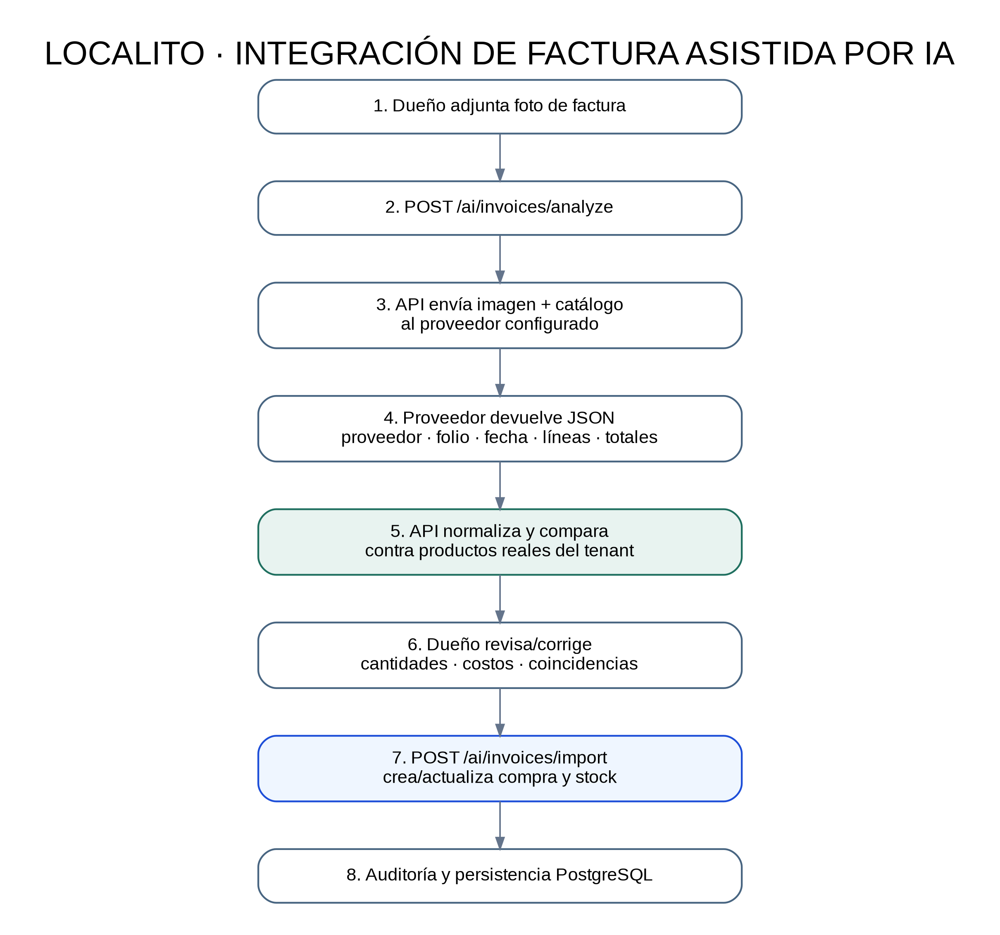 LOCALITO · INTEGRACIÓN DE FACTURA ASISTIDA POR IA
1. Dueño adjunta foto de factura
2. POST /ai/invoices/analyze
3. API envía imagen + catálogo
al proveedor configurado
4. Proveedor devuelve JSON
proveedor · folio · fecha · líneas · totales
5. API normaliza y compara
contra productos reales del tenant
6. Dueño revisa/corrige
cantidades · costos · coincidencias
7. POST /ai/invoices/import
crea/actualiza compra y stock
8. Auditoría y persistencia PostgreSQL